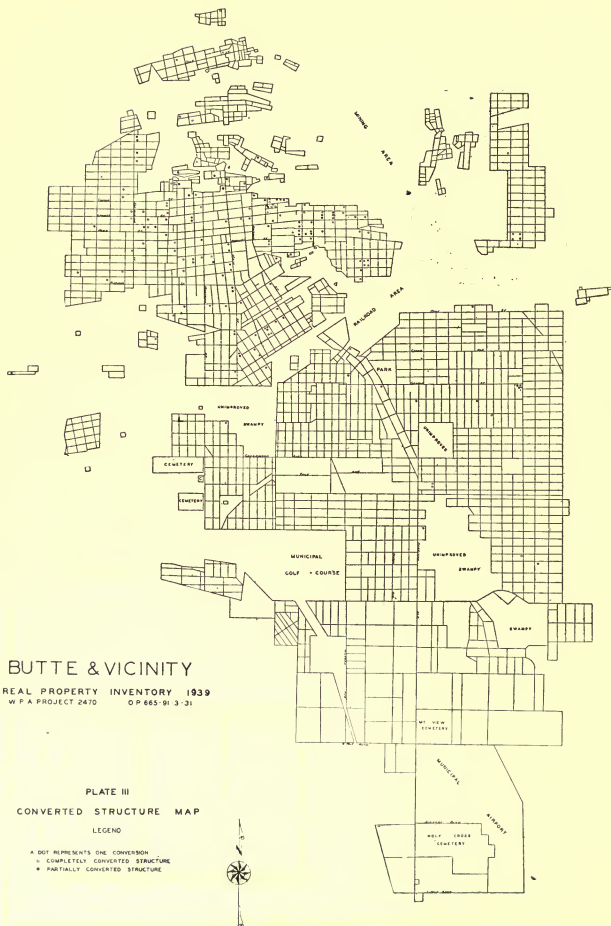 MINING
AREA
RAILROAD AREA
PARK
UNIMPROVED
SWAMPY
UNIMPROVED
CEMETERY
CEMETERY
MUNICIPAL
GOLF • COURSE
UNIMPROVED
SWAMPY
SWAMPY
MT VIEW
CEMETERY
MUNICIPAL
AIRPORT
HOLY CROSS
CEMETERY
BUTTE & VICINITY
REAL PROPERTY INVENTORY 1939
W P A PROJECT 2470 O P 665-91 3-31
PLATE III
CONVERTED STRUCTURE MAP
LEGEND
A DOT REPRESENTS ONE CONVERSION
COMPLETELY CONVERTED STRUCTURE
PARTIALLY CONVERTED STRUCTURE